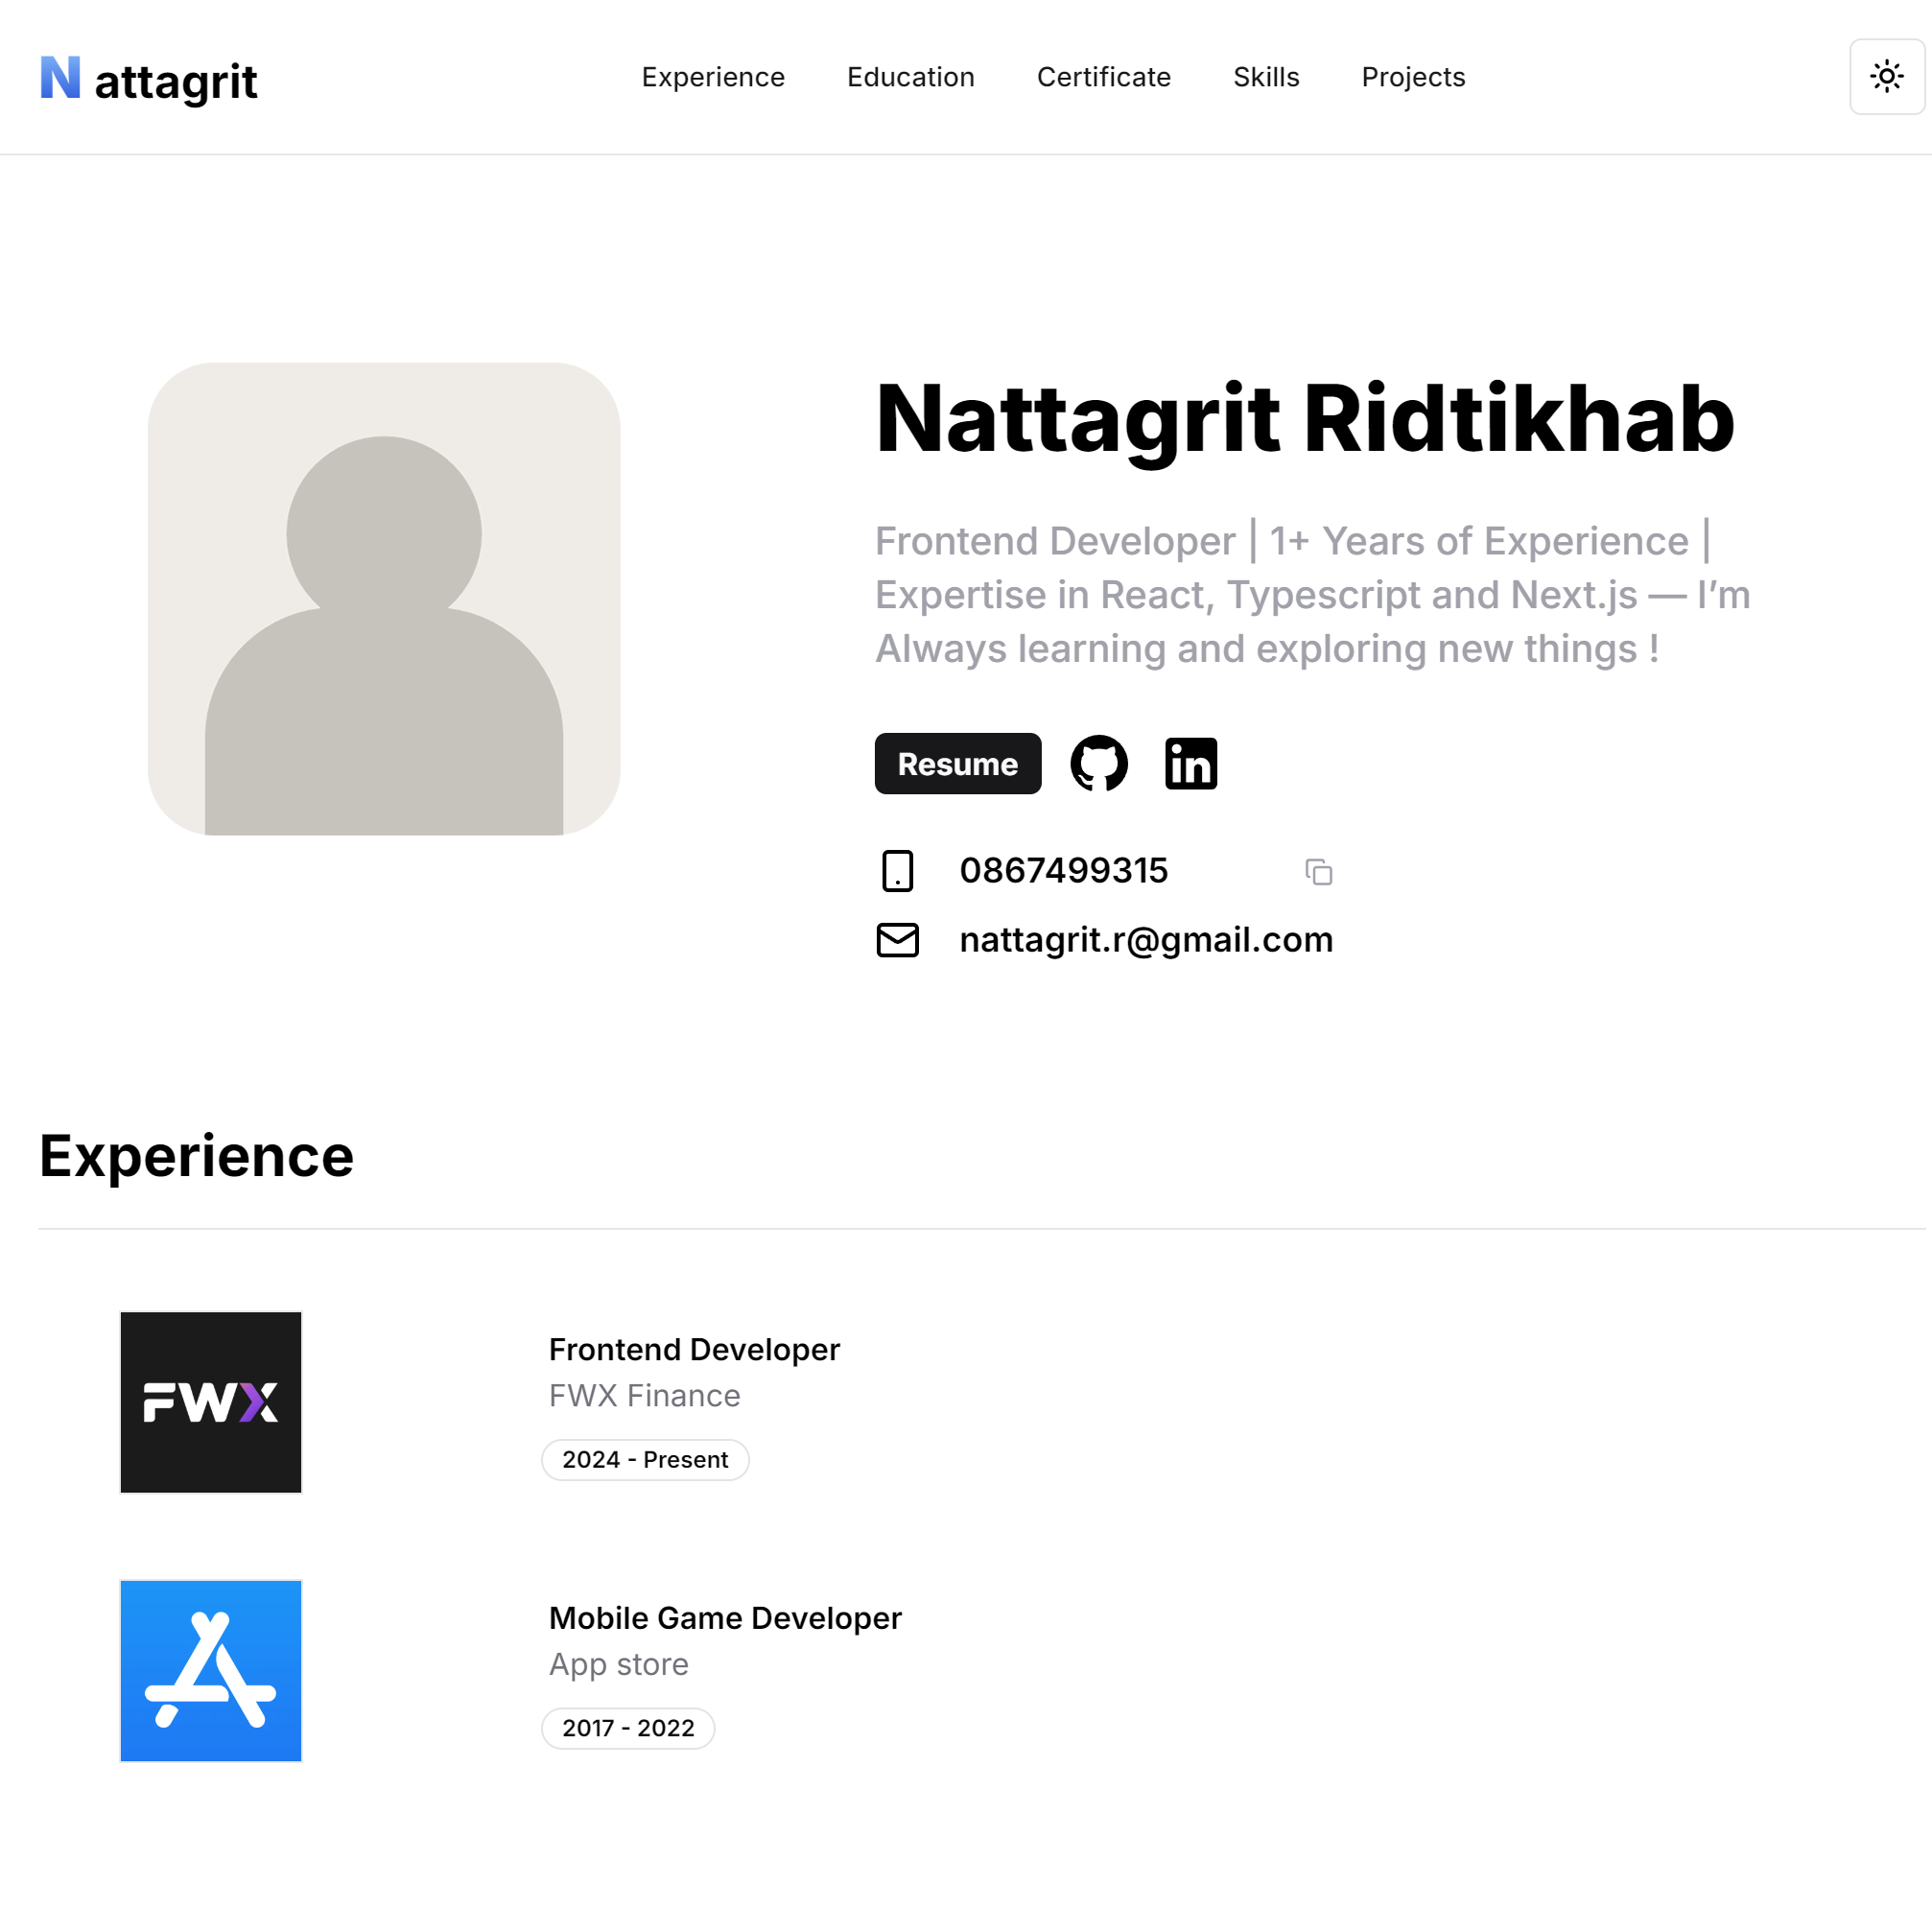 N attagrit
Experience
Education
Certificate
Skills
Projects
Nattagrit Ridtikhab
Frontend Developer | 1+ Years of Experience |
Expertise in React, Typescript and Next.js — I’m
Always learning and exploring new things !
Resume
in
0867499315
nattagrit.r@gmail.com
Experience
FWX
Frontend Developer
FWX Finance
2024 - Present
Mobile Game Developer
App store
2017 - 2022